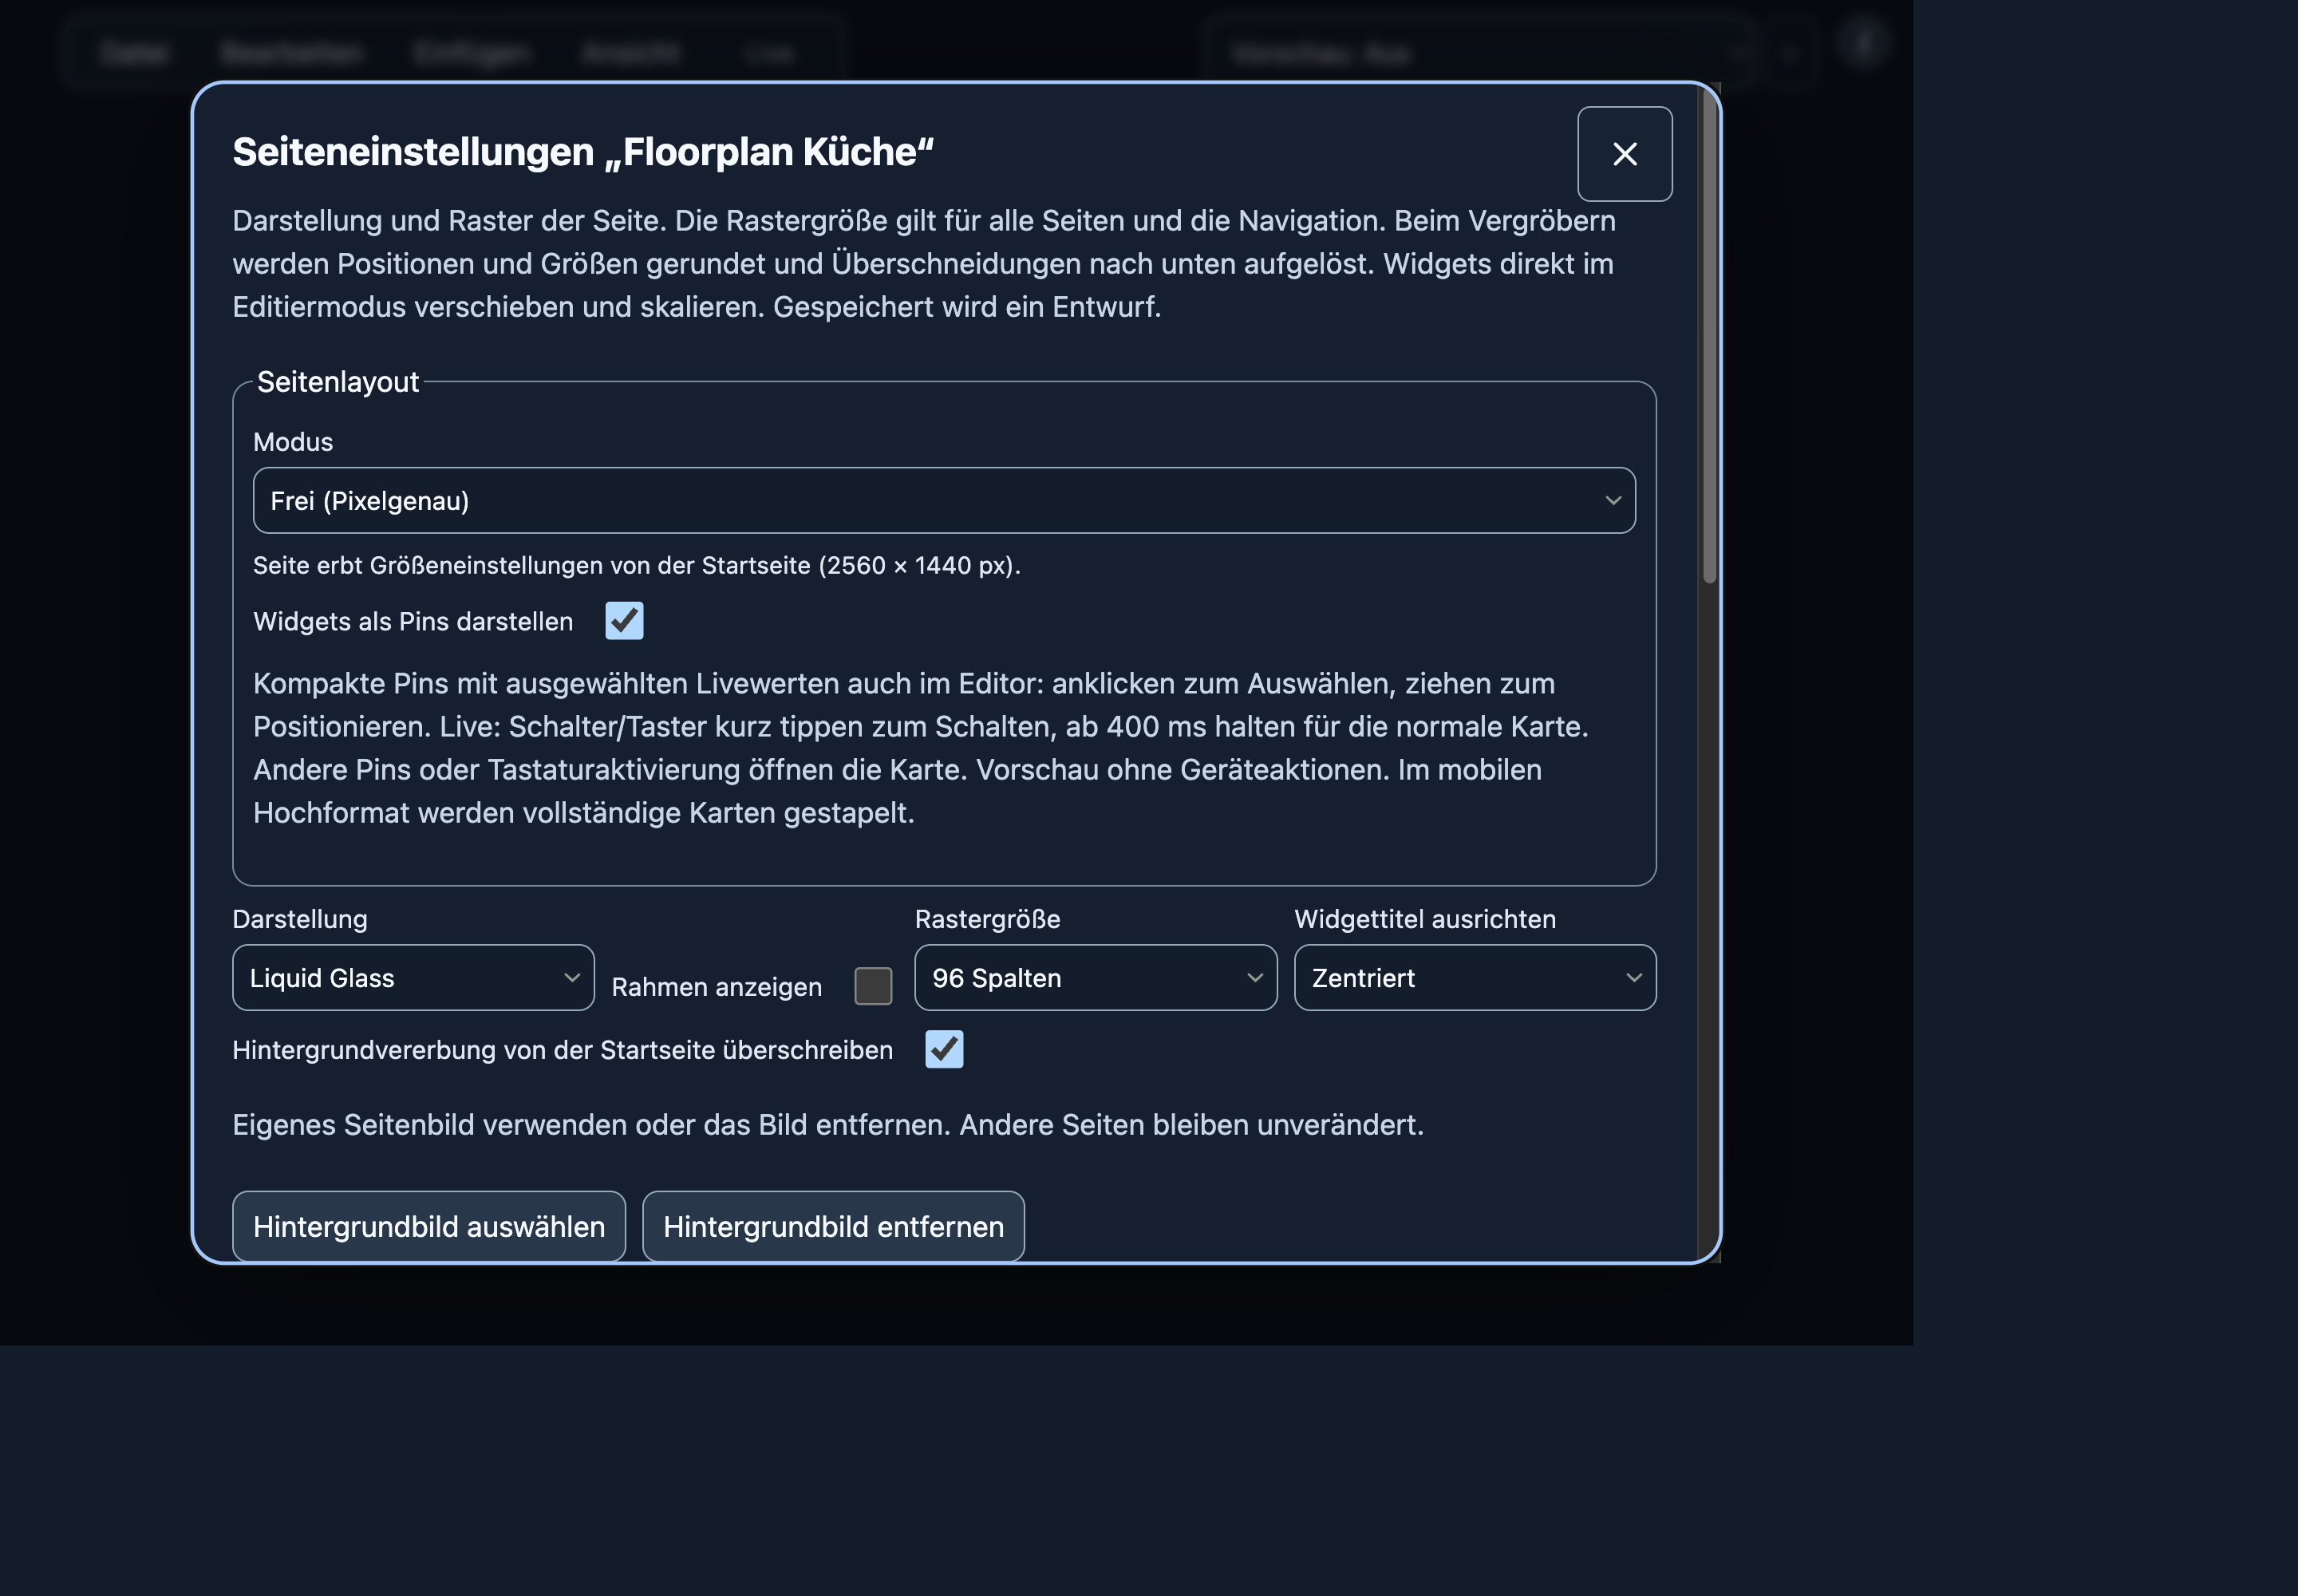 Datei Bearbeiten Einfügen Ansicht Live Vorschau: Aus
Seiteneinstellungen „Floorplan Küche“
Darstellung und Raster der Seite. Die Rastergröße gilt für alle Seiten und die Navigation. Beim Vergröbern
werden Positionen und Größen gerundet und Überschneidungen nach unten aufgelöst. Widgets direkt im
Editiermodus verschieben und skalieren. Gespeichert wird ein Entwurf.
Seitenlayout
Modus
Frei (Pixelgenau)
Seite erbt Größeneinstellungen von der Startseite (2560 × 1440 px).
Widgets als Pins darstellen
Kompakte Pins mit ausgewählten Livewerten auch im Editor: anklicken zum Auswählen, ziehen zum
Positionieren. Live: Schalter/Taster kurz tippen zum Schalten, ab 400 ms halten für die normale Karte.
Andere Pins oder Tastaturaktivierung öffnen die Karte. Vorschau ohne Geräteaktionen. Im mobilen
Hochformat werden vollständige Karten gestapelt.
Darstellung Rastergröße Widgettitel ausrichten
Liquid Glass Rahmen anzeigen 96 Spalten Zentriert
Hintergrundvererbung von der Startseite überschreiben
Eigenes Seitenbild verwenden oder das Bild entfernen. Andere Seiten bleiben unverändert.
Hintergrundbild auswählen Hintergrundbild entfernen